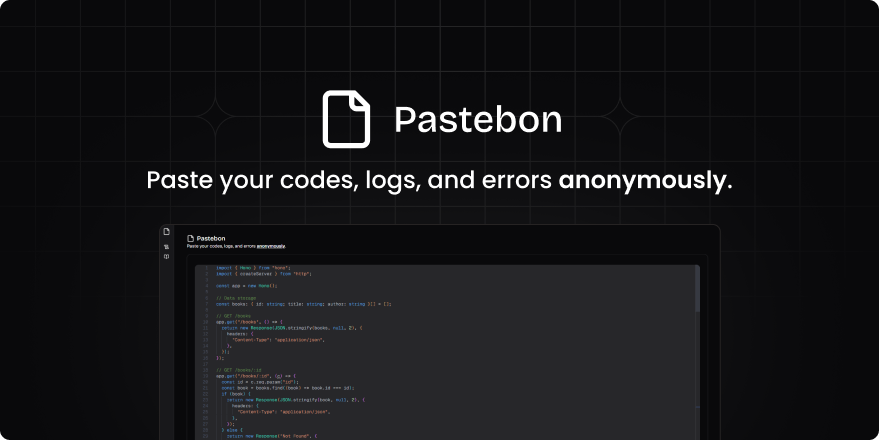 Pastebon
Paste your codes, logs, and errors anonymously.
Pastebon
Paste your codes, logs, and errors anonymously.
1 import { Hono } from "hono";
2 import { createServer } from "http";
3
4 const app = new Hono();
5
6 // Data storage
7 const books: { id: string; title: string; author: string }[] = [];
8
9 // GET /books
10 app.get("/books", () => {
11 return new Response(JSON.stringify(books, null, 2), {
12 headers: {
13 "Content-Type": "application/json",
14 },
15 });
16 });
17
18 // GET /books/:id
19 app.get("/books/:id", (c) => {
20 const id = c.req.param("id");
21 const book = books.find((book) => book.id === id);
22 if (book) {
23 return new Response(JSON.stringify(book, null, 2), {
24 headers: {
25 "Content-Type": "application/json",
26 },
27 });
28 } else {
29 return new Response("Not Found", {